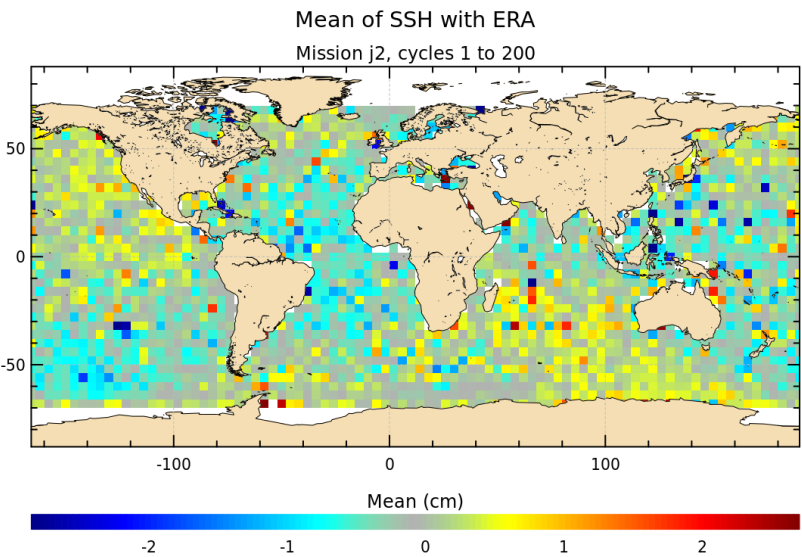 Mean of SSH with ERA
Mission j2, cycles 1 to 200
50
0
-50
-100 0 100
Mean (cm)
-2 -1 0 1 2